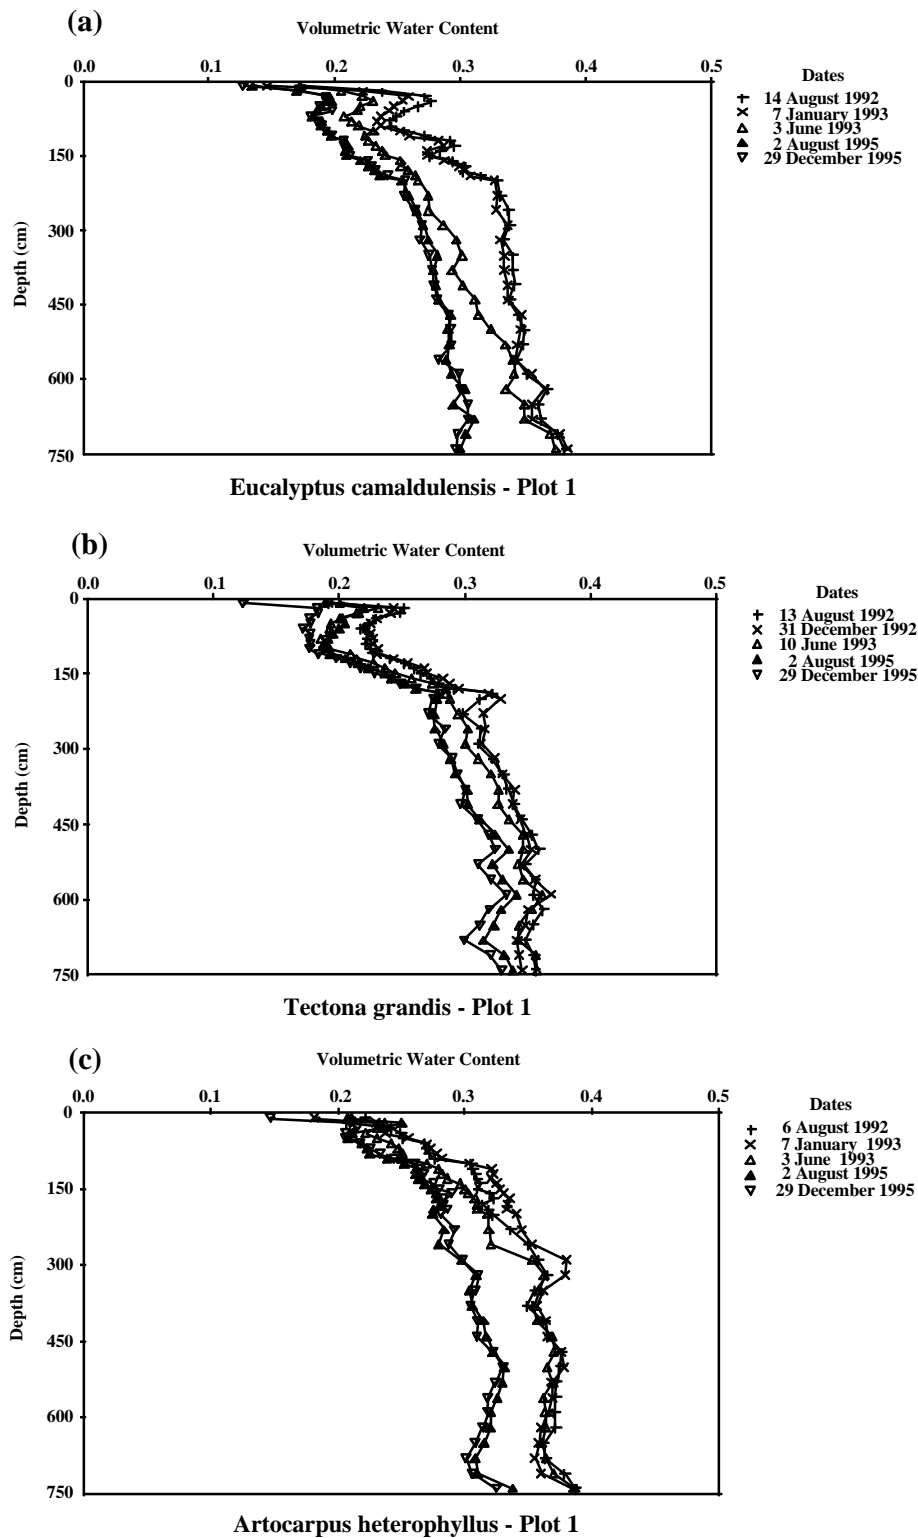 (a)
Volumetric Water Content
0.0 0.1 0.2 0.3 0.4 0.5
0
150
300
450
600
750
Depth (cm)
Dates
14 August 1992
7 January 1993
3 June 1993
2 August 1995
29 December 1995
Eucalyptus camaldulensis - Plot 1
(b)
Volumetric Water Content
0.0 0.2 0.3 0.4 0.5
0
150
300
450
600
750
Depth (cm)
Dates
13 August 1992
31 December 1992
10 June 1993
2 August 1995
29 December 1995
Tectona grandis - Plot 1
(c)
Volumetric Water Content
0.0 0.1 0.2 0.3 0.4 0.5
0
150
300
450
600
750
Depth (cm)
Dates
6 August 1992
7 January 1993
3 June 1993
2 August 1995
29 December 1995
Artocarpus heterophyllus - Plot 1